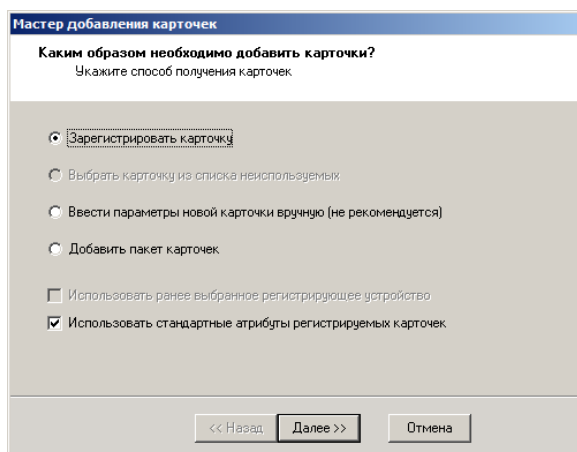 Мастер добавления карточек
Каким образом необходимо добавить карточки?
Укажите способ получения карточек
Зарегистрировать карточку
Выбрать карточку из списка неиспользуемых
Ввести параметры новой карточки вручную (не рекомендуется)
Добавить пакет карточек
Использовать ранее выбранное регистрирующее устройство
Использовать стандартные атрибуты регистрируемых карточек
<< Назад Далее >> Отмена